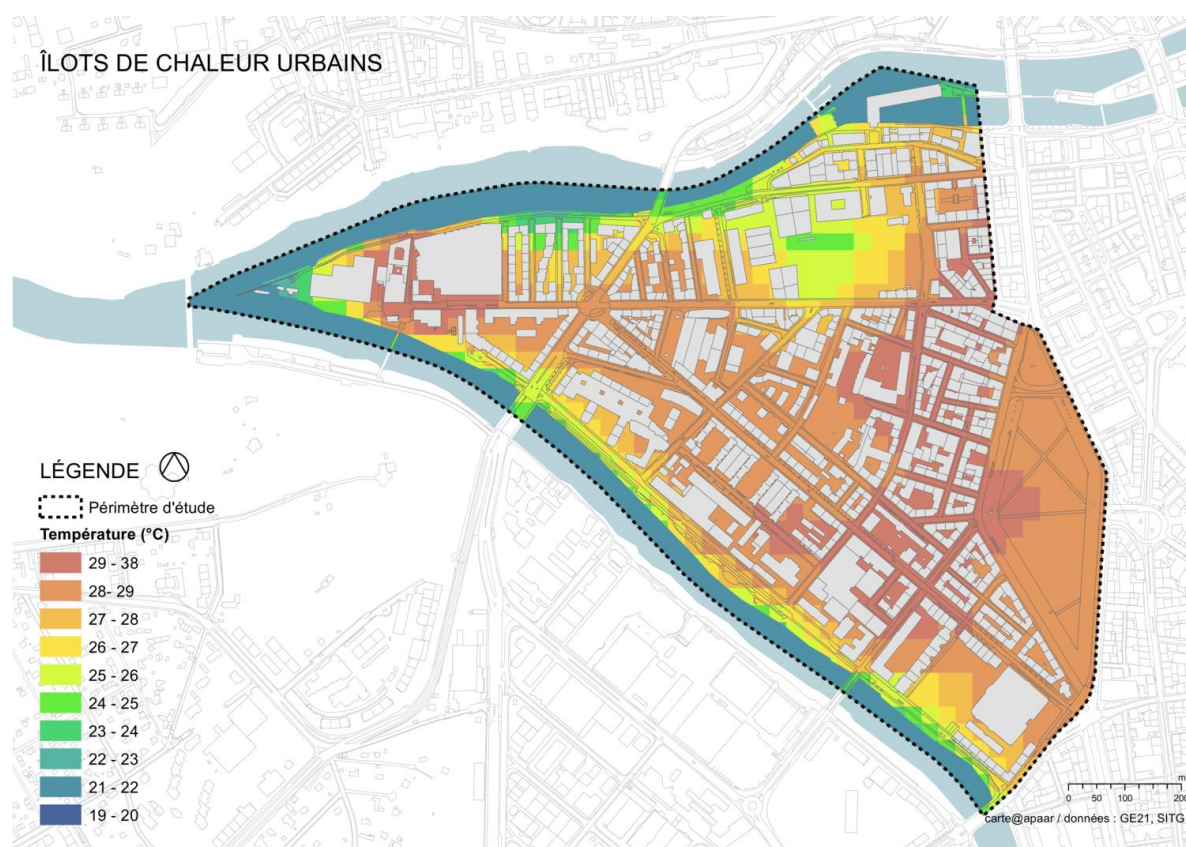 ÎLOTS DE CHALEUR URBAINS
LÉGENDE
Périmètre d'étude
Température (°C)
29 - 38
28- 29
27 - 28
26 - 27
25 - 26
24 - 25
23 - 24
22 - 23
21 - 22
19 - 20
m
0 50 100 200
carte@apaar / données : GE21, SITG